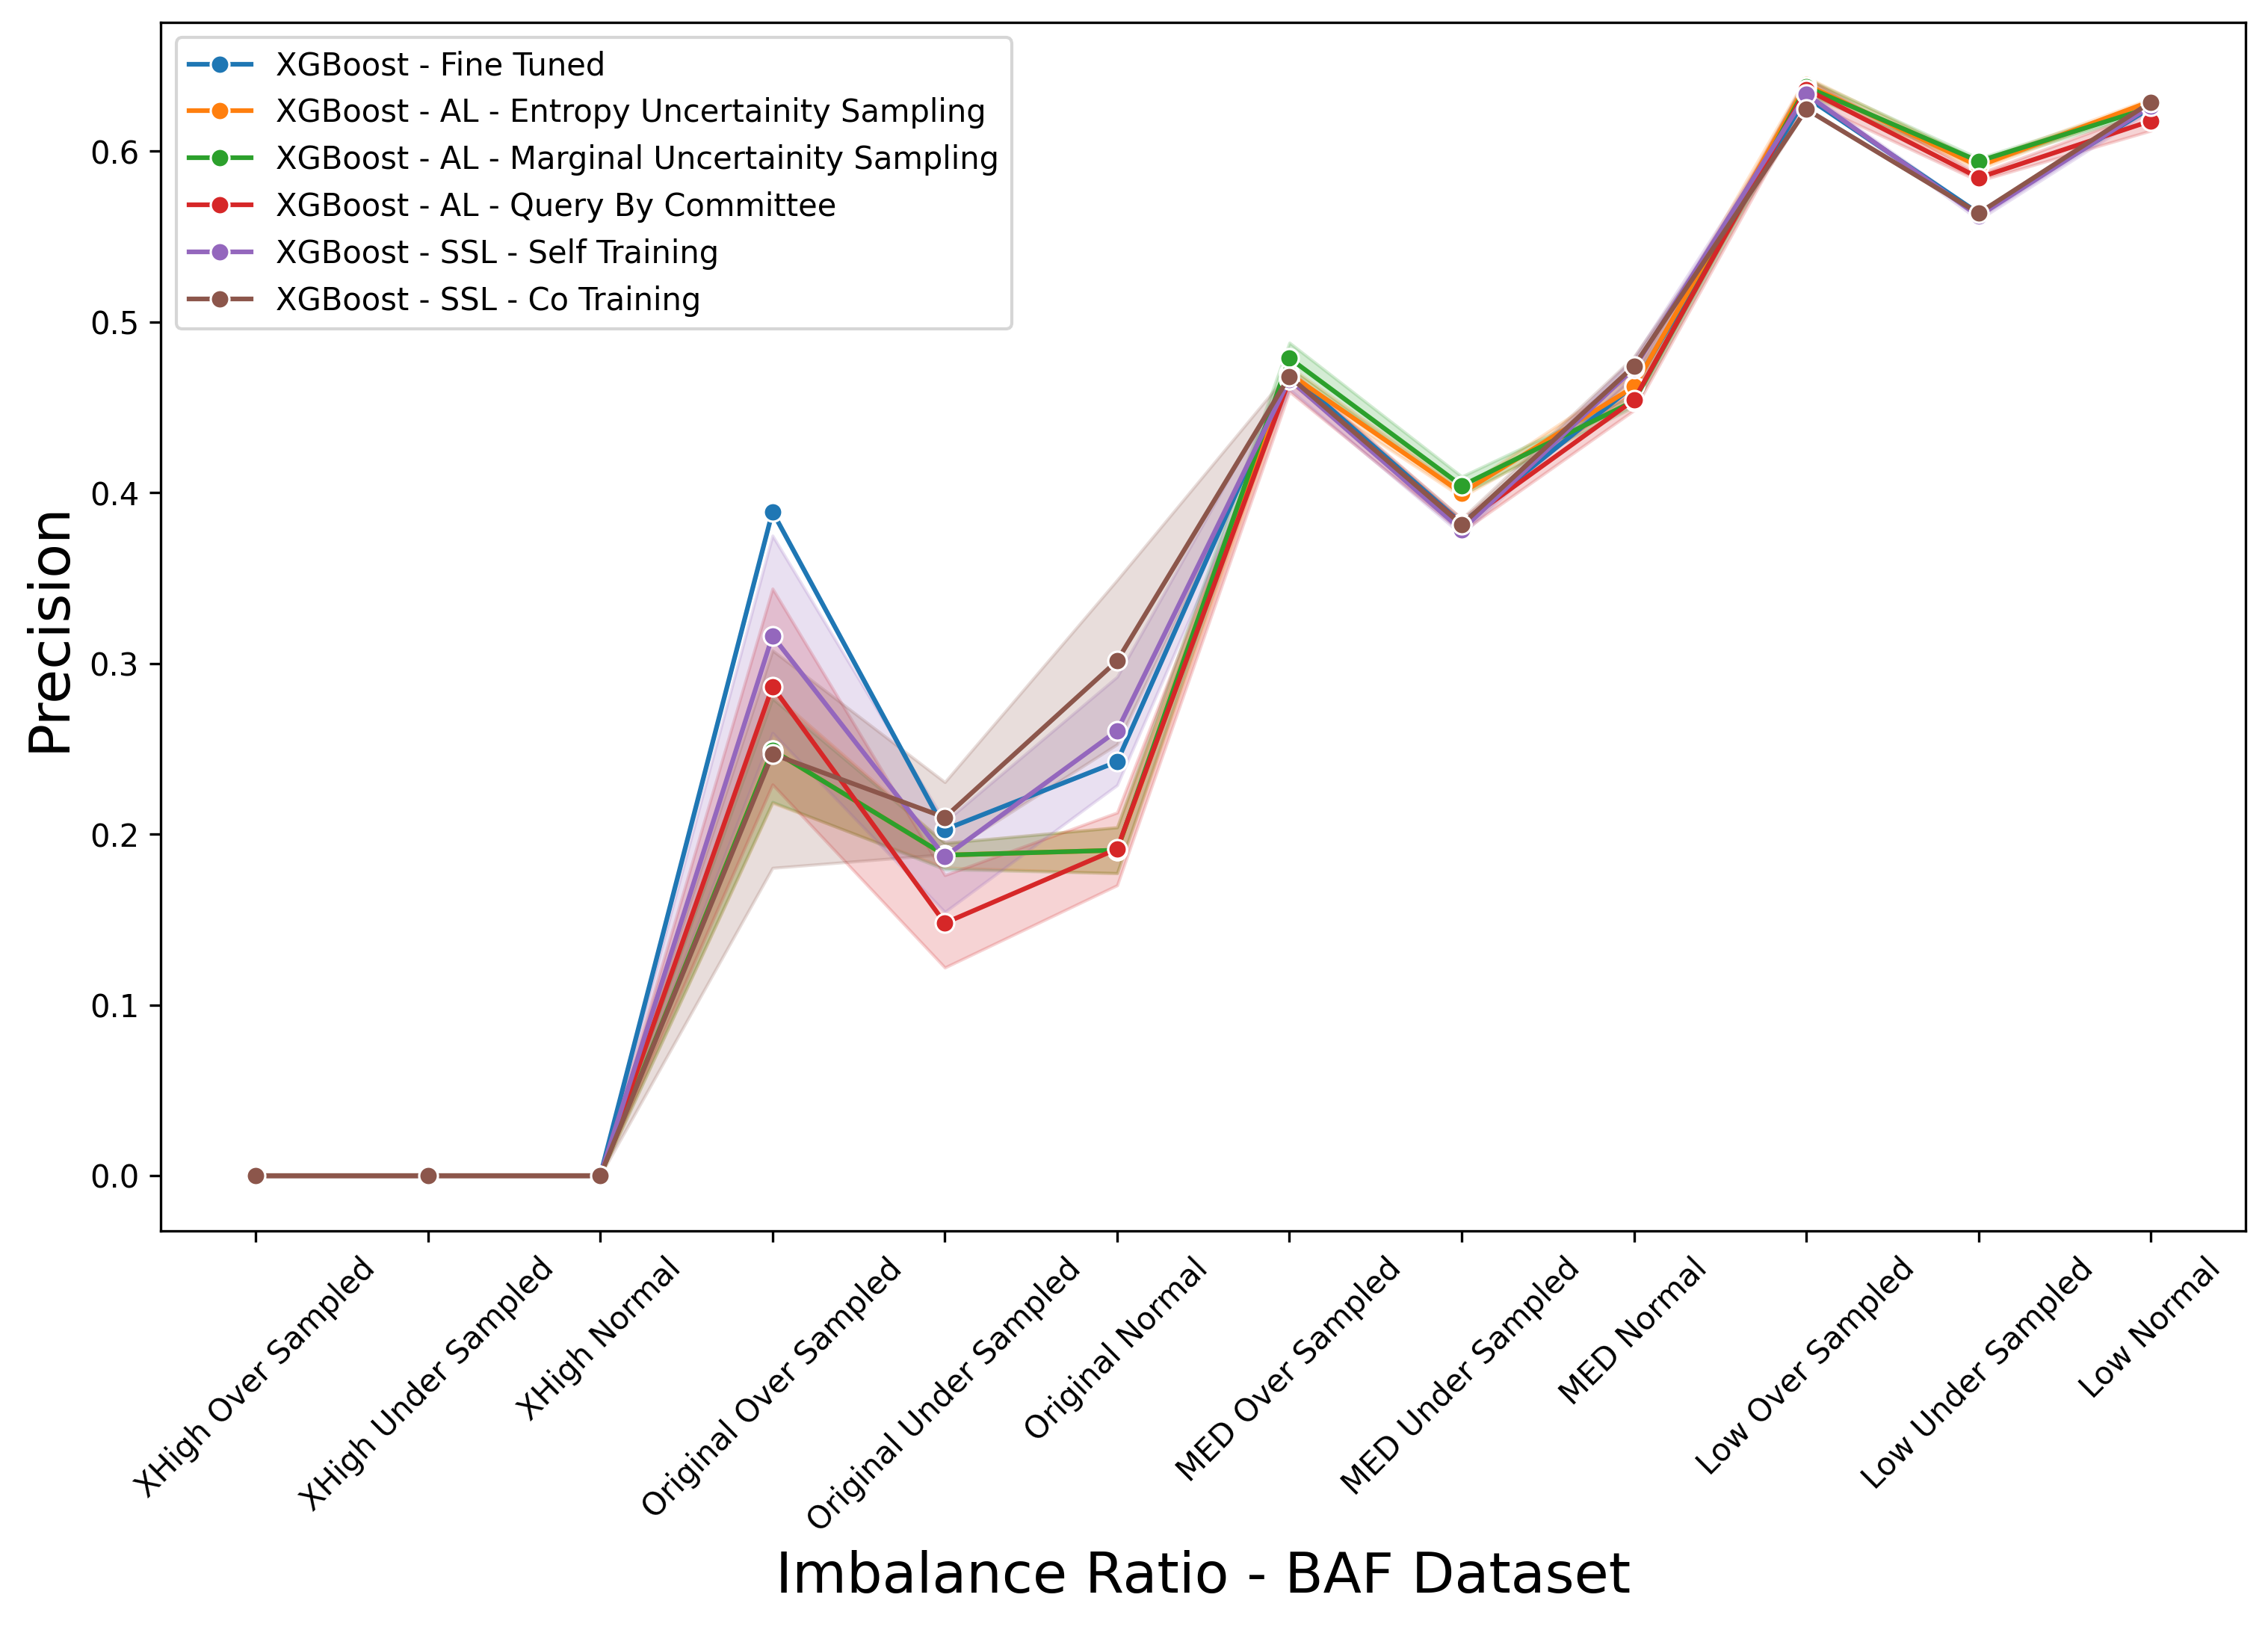 XGBoost - Fine Tuned
XGBoost - AL - Entropy Uncertainity Sampling
XGBoost - AL - Marginal Uncertainity Sampling
XGBoost - AL - Query By Committee
XGBoost - SSL - Self Training
XGBoost - SSL - Co Training
Precision
0.6
0.5
0.4
0.3
0.2
0.1
0.0
XHigh Over Sampled
XHigh Under Sampled
XHigh Normal
Original Over Sampled
Original Under Sampled
Original Normal
MED Over Sampled
MED Under Sampled
MED Normal
Low Over Sampled
Low Under Sampled
Low Normal
Imbalance Ratio - BAF Dataset